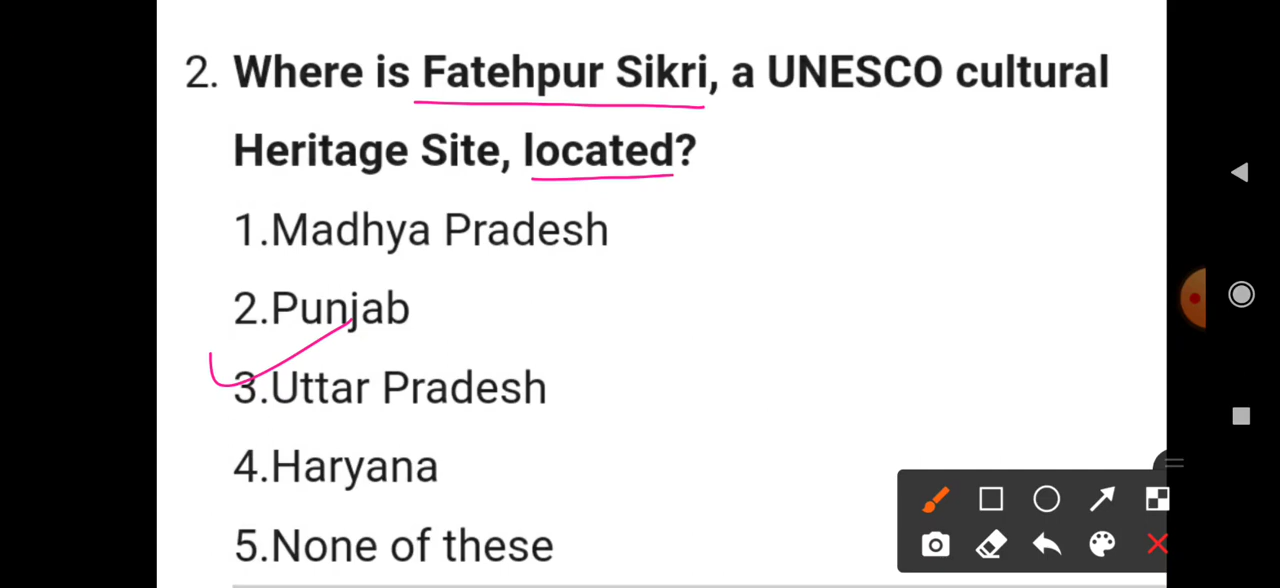 2. Where is Fatehpur Sikri, a UNESCO cultural
Heritage Site, located?
1.Madhya Pradesh
2.Punjab
3.Uttar Pradesh
4.Haryana
5.None of these